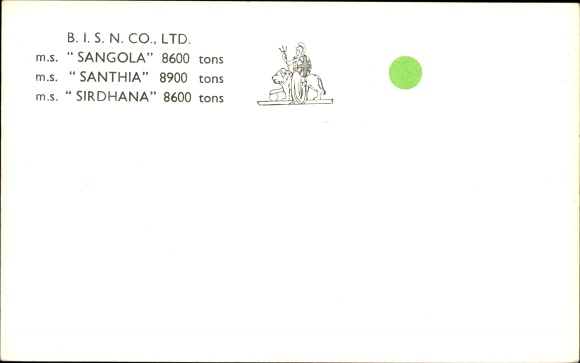 B. I. S. N. CO., LTD.
m.s. "SANGOLA" 8600 tons
m.s. "SANTHIA" 8900 tons
m.s. "SIRDHANA" 8600 tons